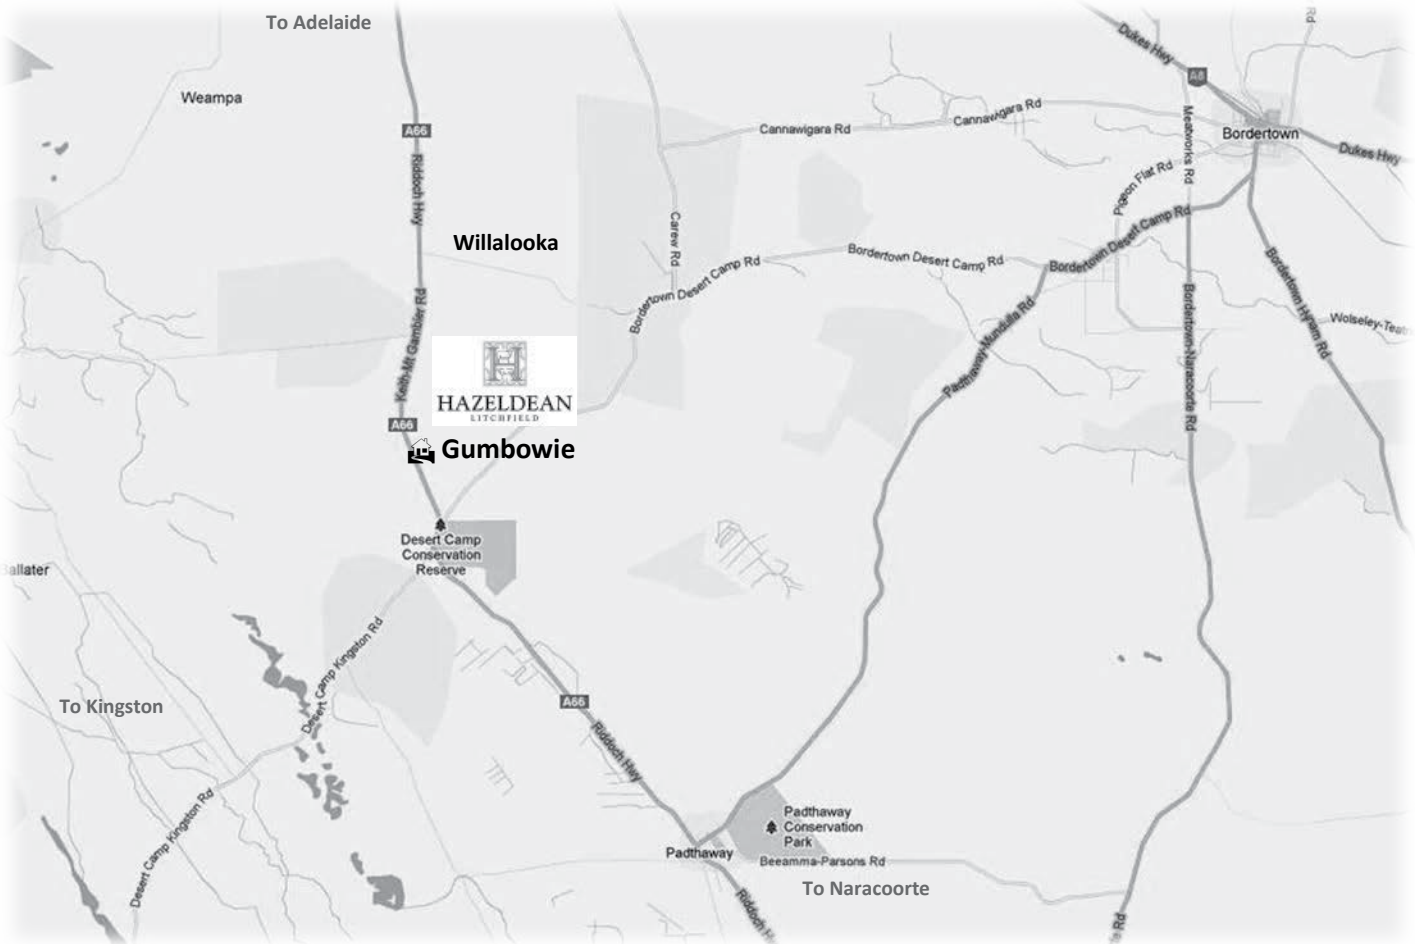 To Adelaide
Rd
Dukes Hwy
A8
Weampa
Cannawigara Rd
Cannawigara Rd
A66
Bordertown
Meatworks Rd
Dukes Hwy
Riddoch Hwy
Pigeon Flat Rd
Carew Rd
Willalooka
Bordertown Desert Camp Rd
Bordertown Desert Camp Rd
Bordertown Desert Camp Rd
Keith-Mt Gambier Rd
Padthaway-Mundulla Rd
Bordertown-Naracoorte Rd
Bordertown Hynam Rd
Wolseley-Teat
H
HAZELDEAN
LITCHFIELD
A66
Gumbowie
Desert Camp
Conservation
Reserve
allater
Desert Camp Kingston Rd
To Kingston
A66
Riddoch Hwy
Desert Camp Kingston Rd
Padthaway
Conservation
Park
Padthaway
Beeamma-Parsons Rd
To Naracoorte
Riddoch H
Rd